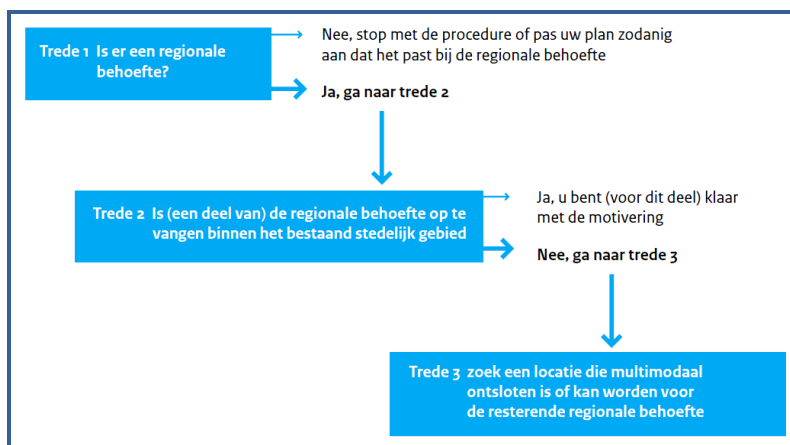 Trede 1 Is er een regionale
behoefte?
Nee, stop met de procedure of pas uw plan zodanig
aan dat het past bij de regionale behoefte
Ja, ga naar trede 2
Trede 2 Is (een deel van) de regionale behoefte op te
vangen binnen het bestaand stedelijk gebied
Ja, u bent (voor dit deel) klaar
met de motivering
Nee, ga naar trede 3
Trede 3 zoek een locatie die multimodaal
ontsloten is of kan worden voor
de resterende regionale behoefte